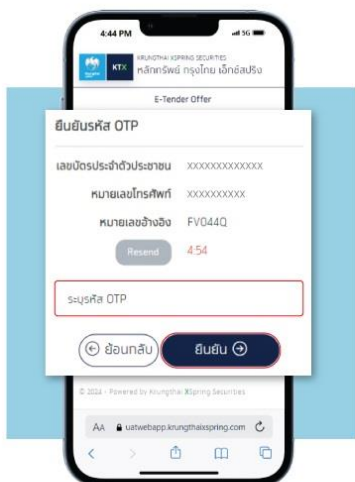 4:44 PM
5G
KRUNGTHAI XSPRING SECURITIES
KTX
หลักทรัพย์ กรุงไทย เอ็กซ์สปริง
E-Tender Offer
ยืนยันรหัส OTP
เลขบัตรประจำตัวประชาชน XXXXXXXXXXXXX
หมายเลขโทรศัพท์ XXXXXXXXXX
หมายเลขอ้างอิง FV044Q
Resend 4:54
ระบุรหัส OTP
ย้อนกลับ ยืนยัน
© 2024 - Powered by Krungthai XSpring Securities
AA uatwebapp.krungthaixspring.com